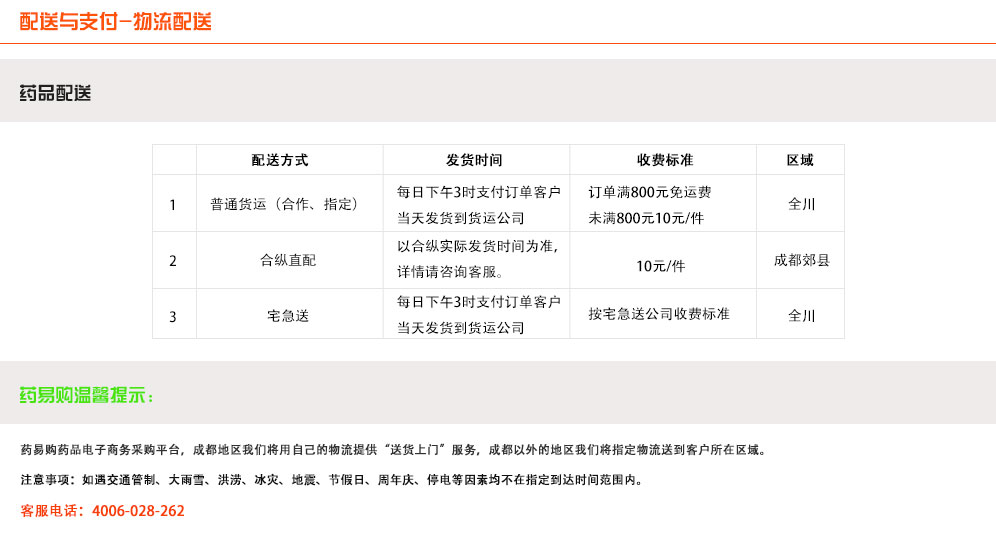 配送与支付-物流配送
药品配送
配送方式 发货时间 收费标准 区域
1 普通货运（合作、指定） 每日下午3时支付订单客户 订单满800元免运费 全川
当天发货到货运公司 未满800元10元/件
2 合纵直配 以合纵实际发货时间为准， 10元/件 成都郊县
详情请咨询客服。
3 宅急送 每日下午3时支付订单客户 按宅急送公司收费标准 全川
当天发货到货运公司
药易购温馨提示：
药易购药品电子商务采购平台，成都地区我们将用自己的物流提供“送货上门”服务，成都以外的地区我们将指定物流送到客户所在区域。
注意事项：如遇交通管制、大雨雪、洪涝、冰灾、地震、节假日、周年庆、停电等因素均不在指定到达时间范围内。
客服电话：4006-028-262